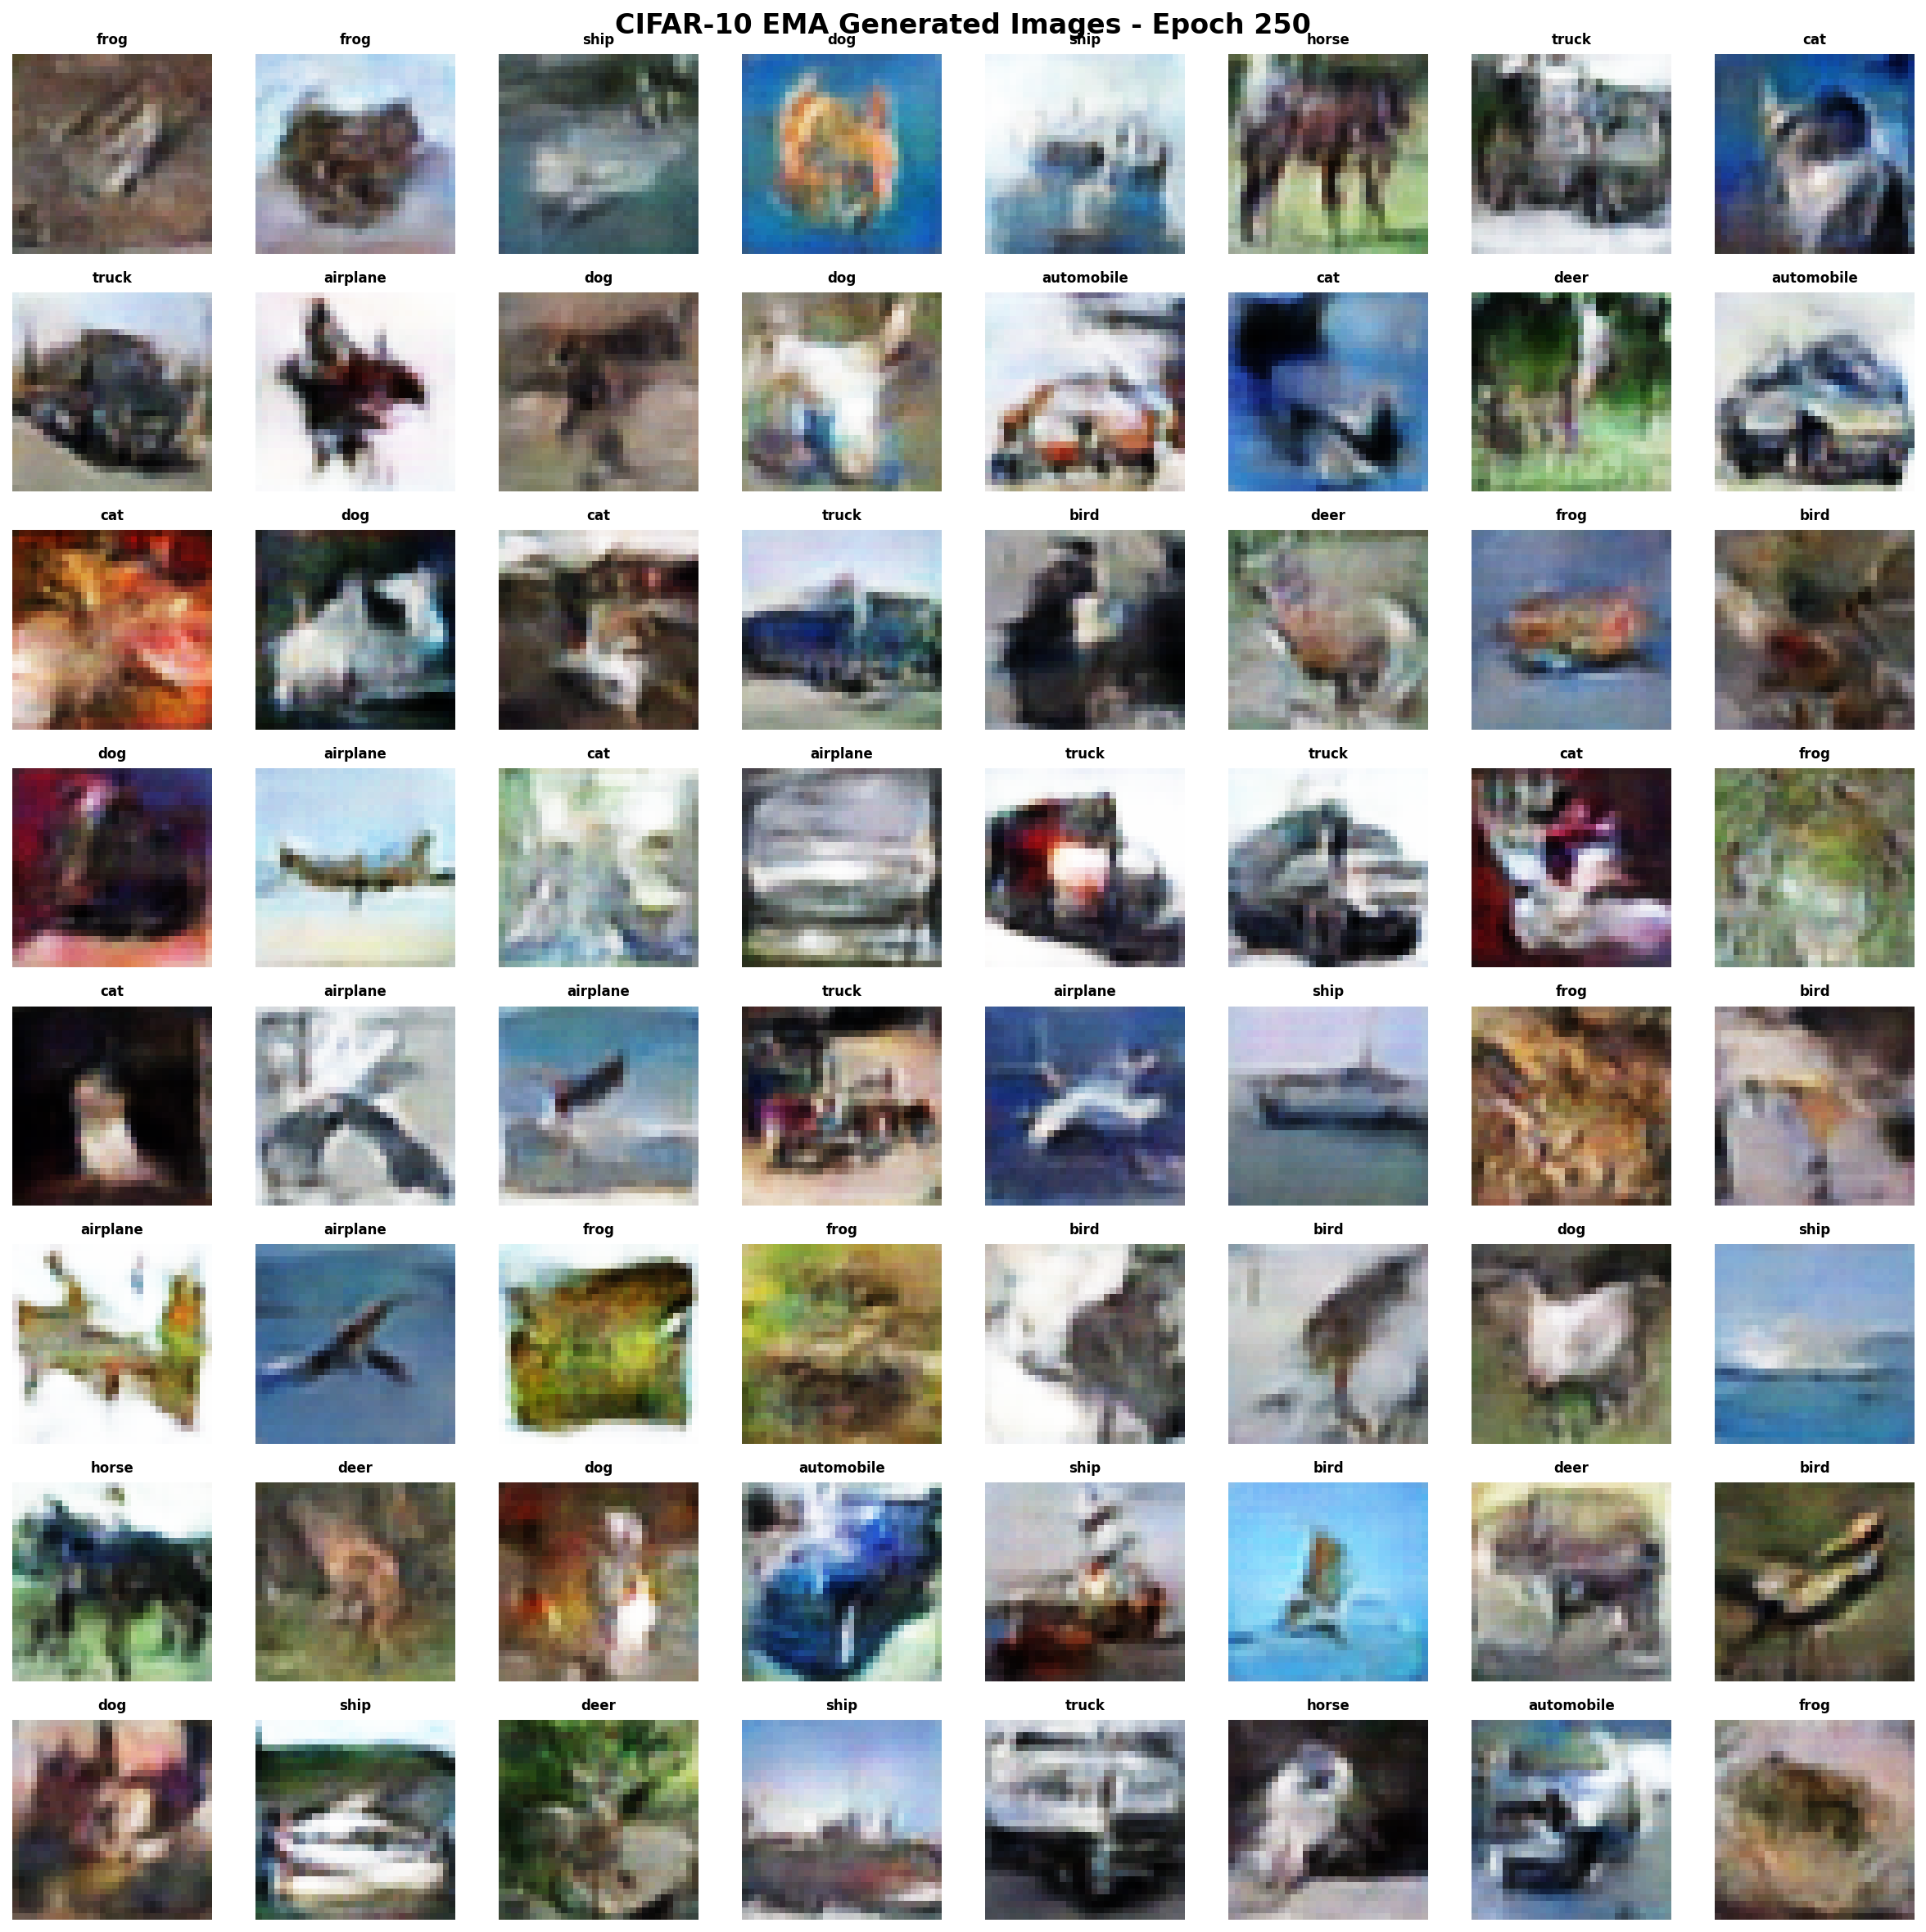 CIFAR-10 EMA Generated Images - Epoch 250
frog frog ship dog ship horse truck cat
truck airplane dog dog automobile cat deer automobile
cat dog cat truck bird deer frog bird
dog airplane cat airplane truck truck cat frog
cat airplane airplane truck airplane ship frog bird
airplane airplane frog frog bird bird dog ship
horse deer dog automobile ship bird deer bird
dog ship deer ship truck horse automobile frog